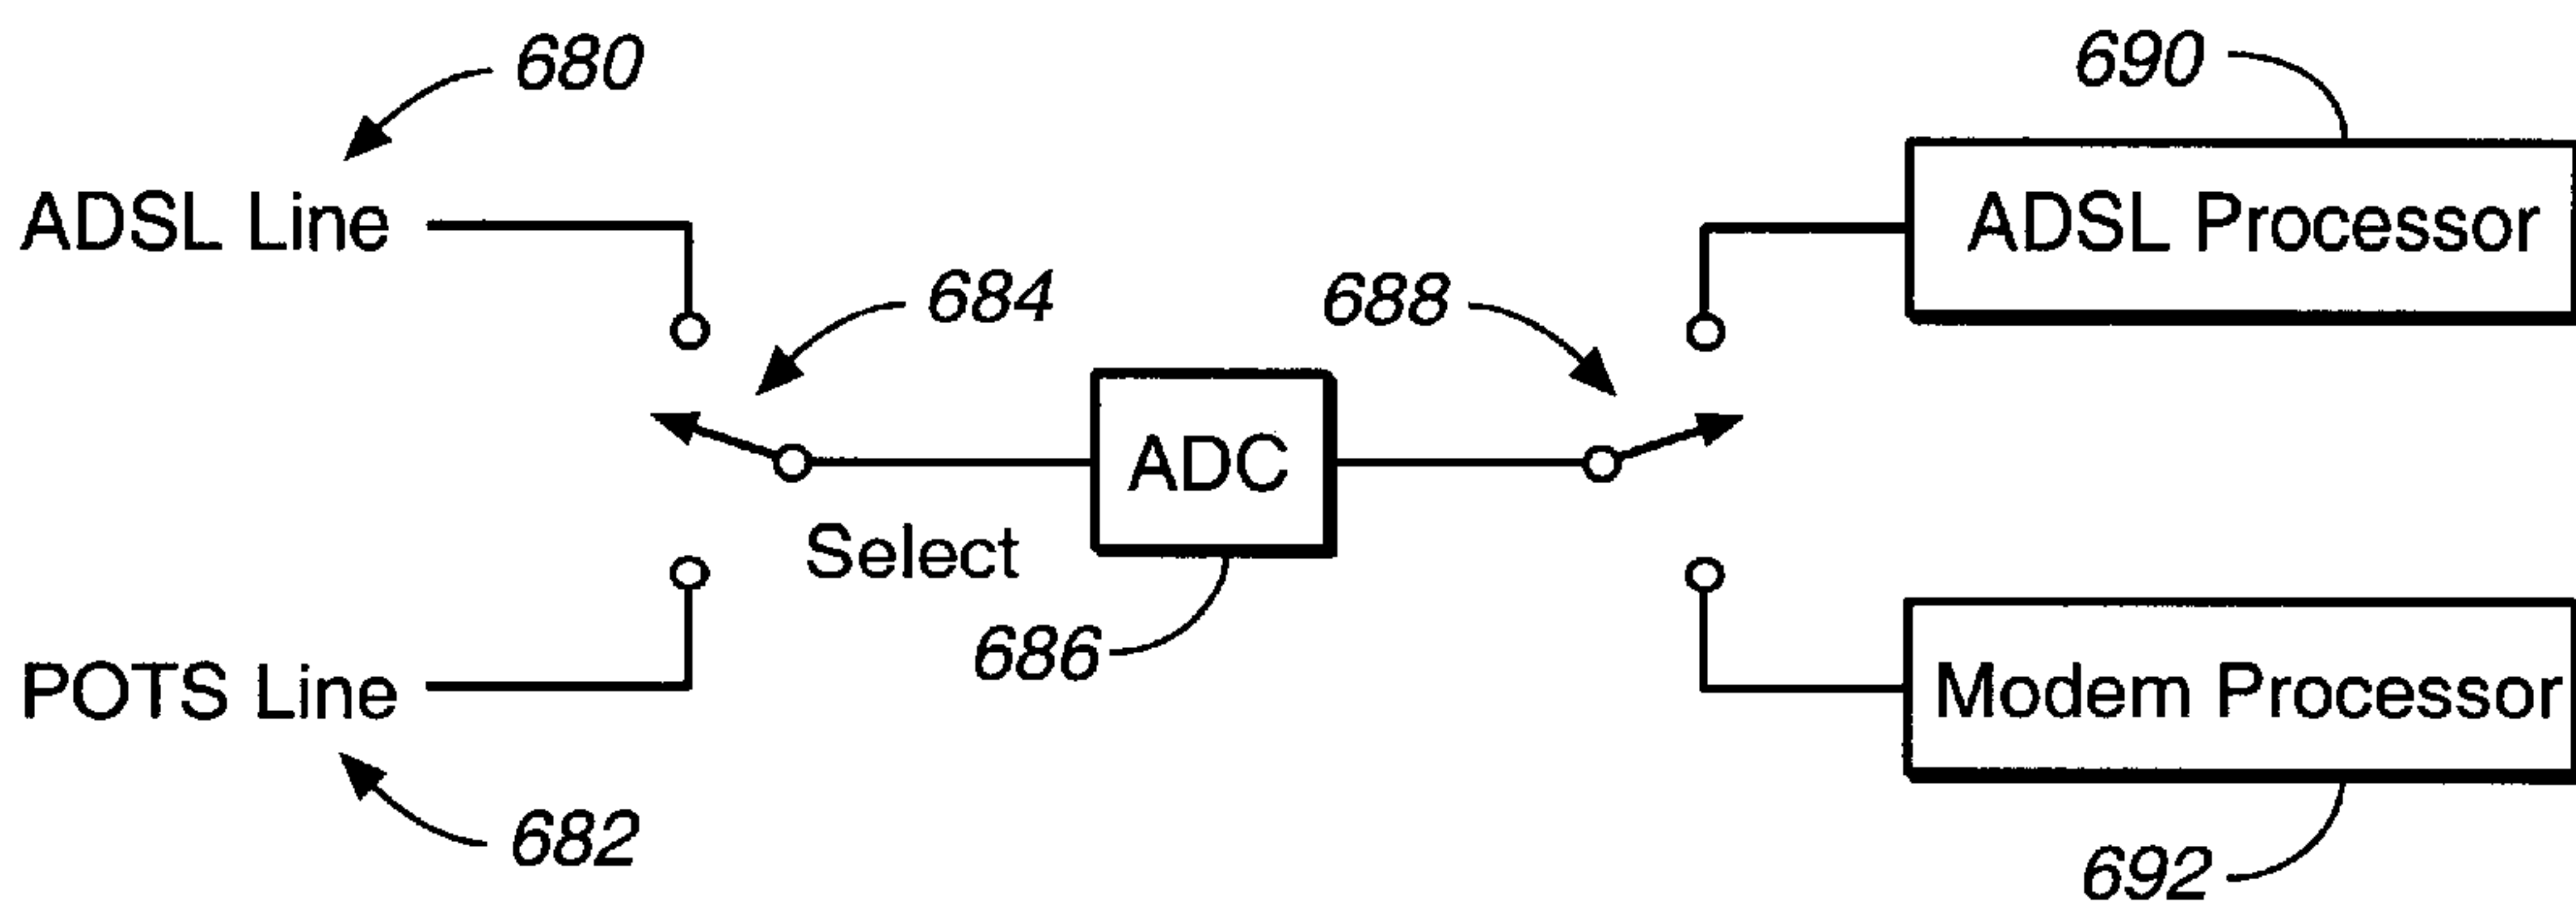 680
690
ADSL Line
ADSL Processor
684
688
ADC
Select
686
POTS Line
Modem Processor
682
692